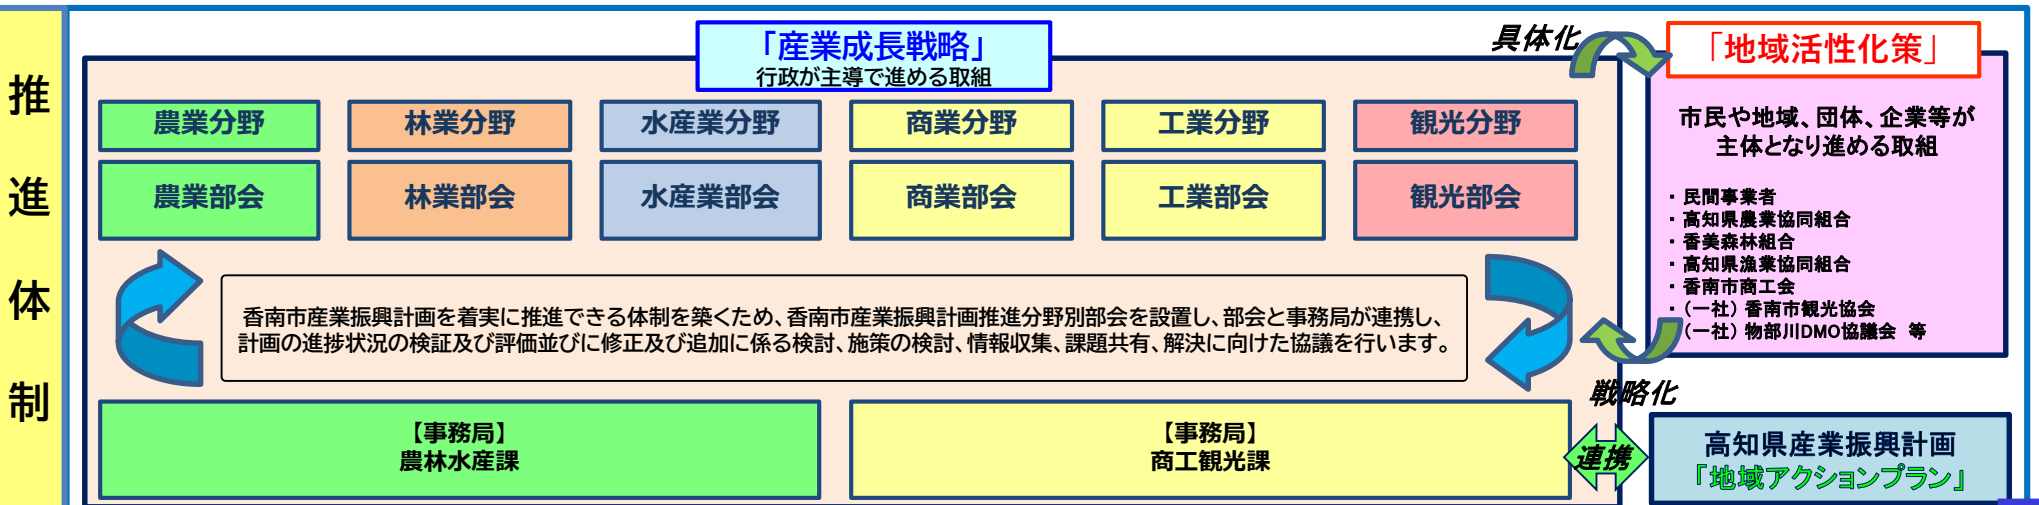 推進体制
「産業成長戦略」
行政が主導で進める取組
農業分野
林業分野
水産業分野
商業分野
工業分野
観光分野
農業部会
林業部会
水産業部会
商業部会
工業部会
観光部会
香南市産業振興計画を着実に推進できる体制を築くため、香南市産業振興計画推進分野別部会を設置し、部会と事務局が連携し、
計画の進捗状況の検証及び評価並びに修正及び追加に係る検討、施策の検討、情報収集、課題共有、解決に向けた協議を行います。
【事務局】
農林水産課
【事務局】
商工観光課
具体化
「地域活性化策」
市民や地域、団体、企業等が
主体となり進める取組
・民間事業者
・高知県農業協同組合
・香美森林組合
・高知県漁業協同組合
・香南市商工会
・(一社)香南市観光協会
・(一社)物部川DMO協議会 等
戦略化
連携
高知県産業振興計画
「地域アクションプラン」